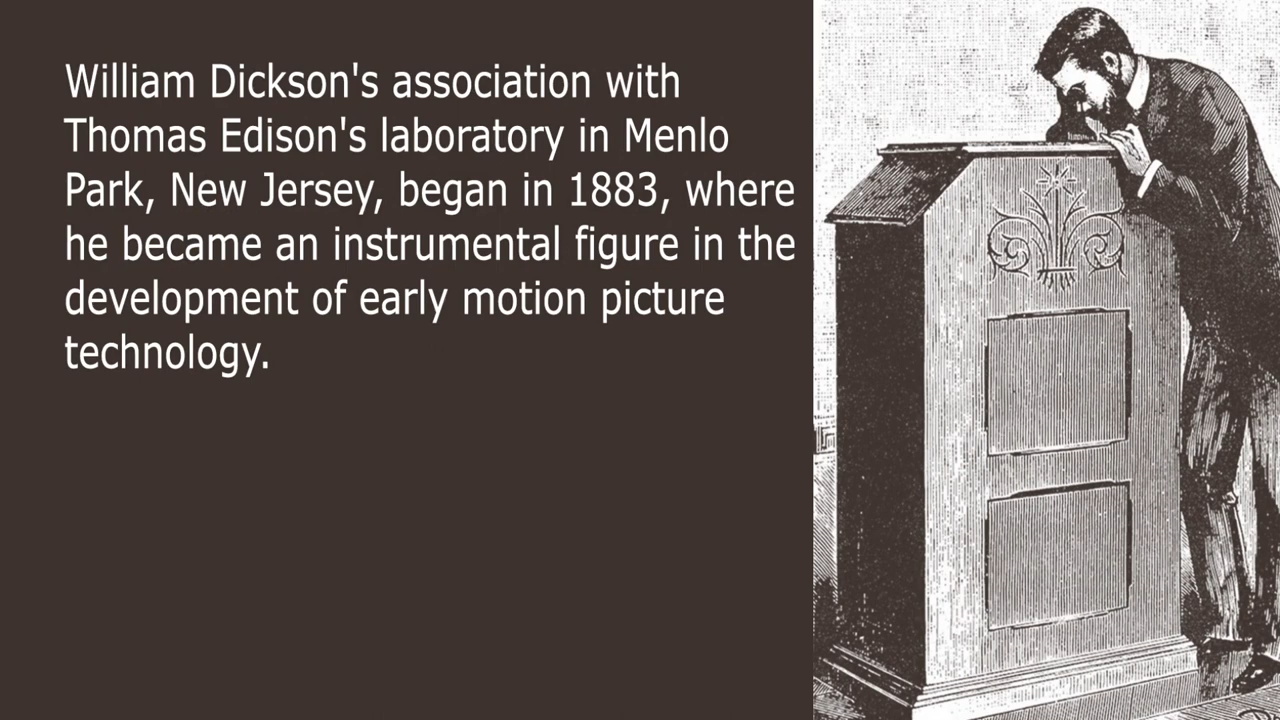 William Dickson's association with
Thomas Edison's laboratory in Menlo
Park, New Jersey, began in 1883, where
he became an instrumental figure in the
development of early motion picture
technology.